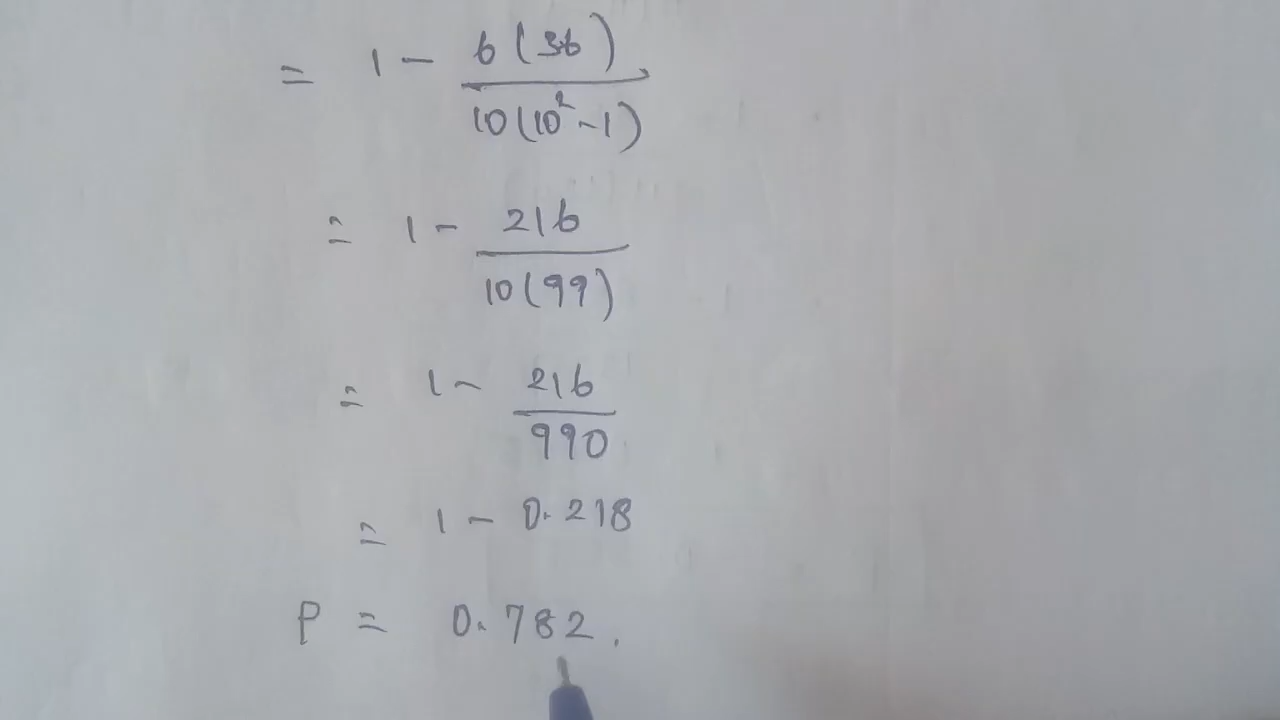 = 1 - 6(36) / 10(10² - 1)
= 1 - 216 / 10(99)
= 1 - 216 / 990
= 1 - 0.218
P = 0.782.